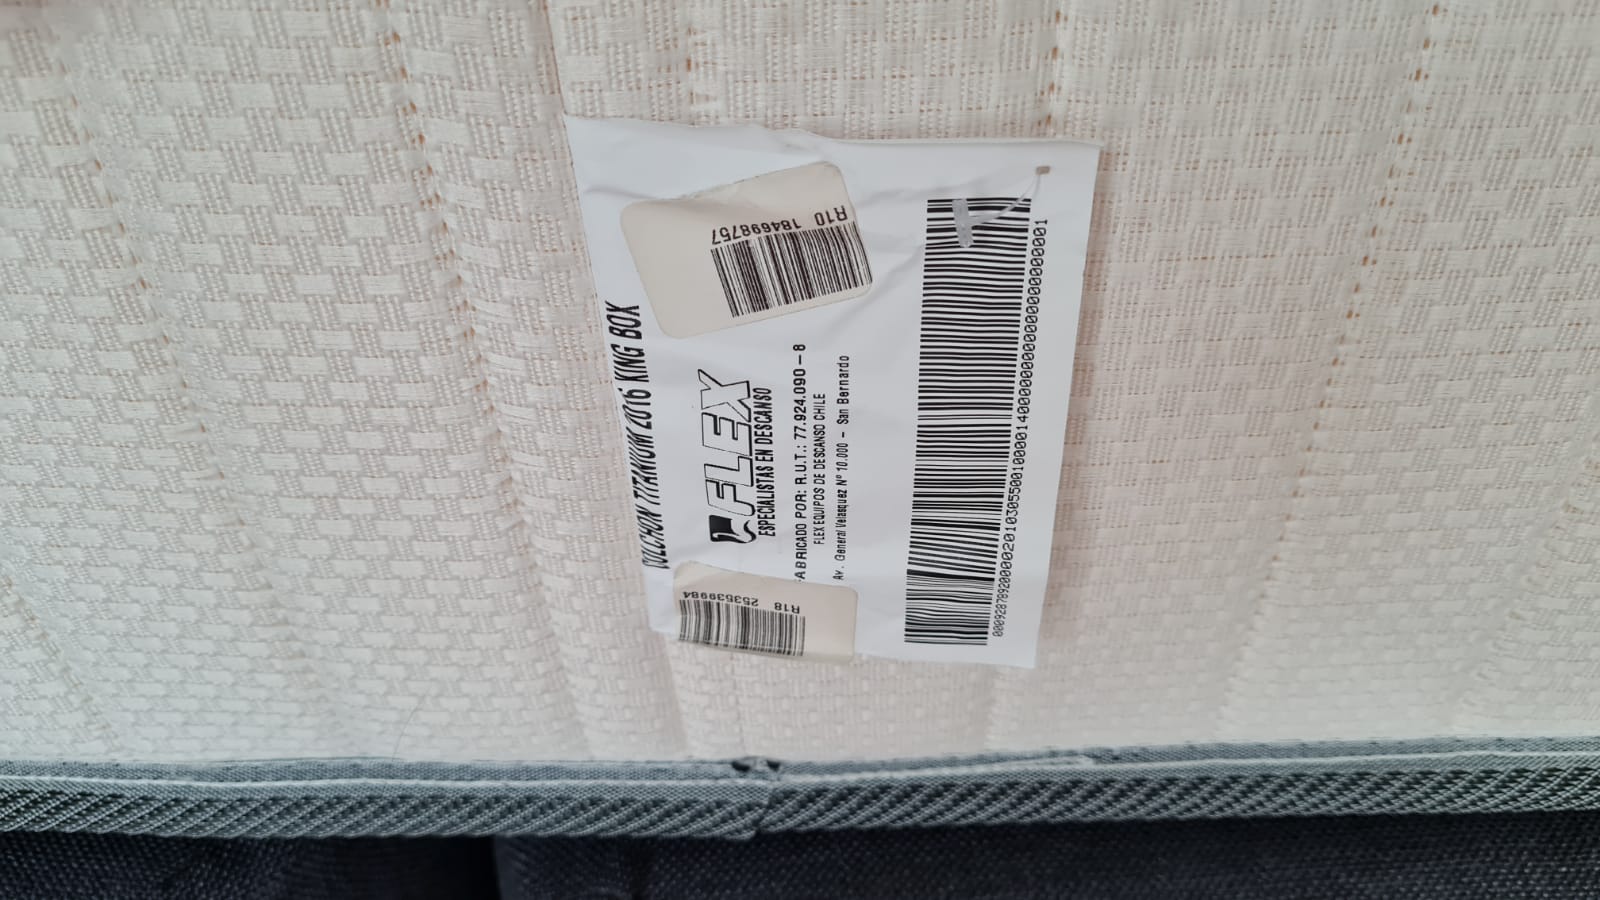 COLCHON TITANIUM 2016 KING BOX
FLEX
ESPECIALISTAS EN DESCANSO
FABRICADO POR: R.U.T.: 77.924.090-8
FLEX EQUIPOS DE DESCANSO CHILE
Av. General Velasquez Nº 10.000 - San Bernardo
R10 184698757
R18 253539984